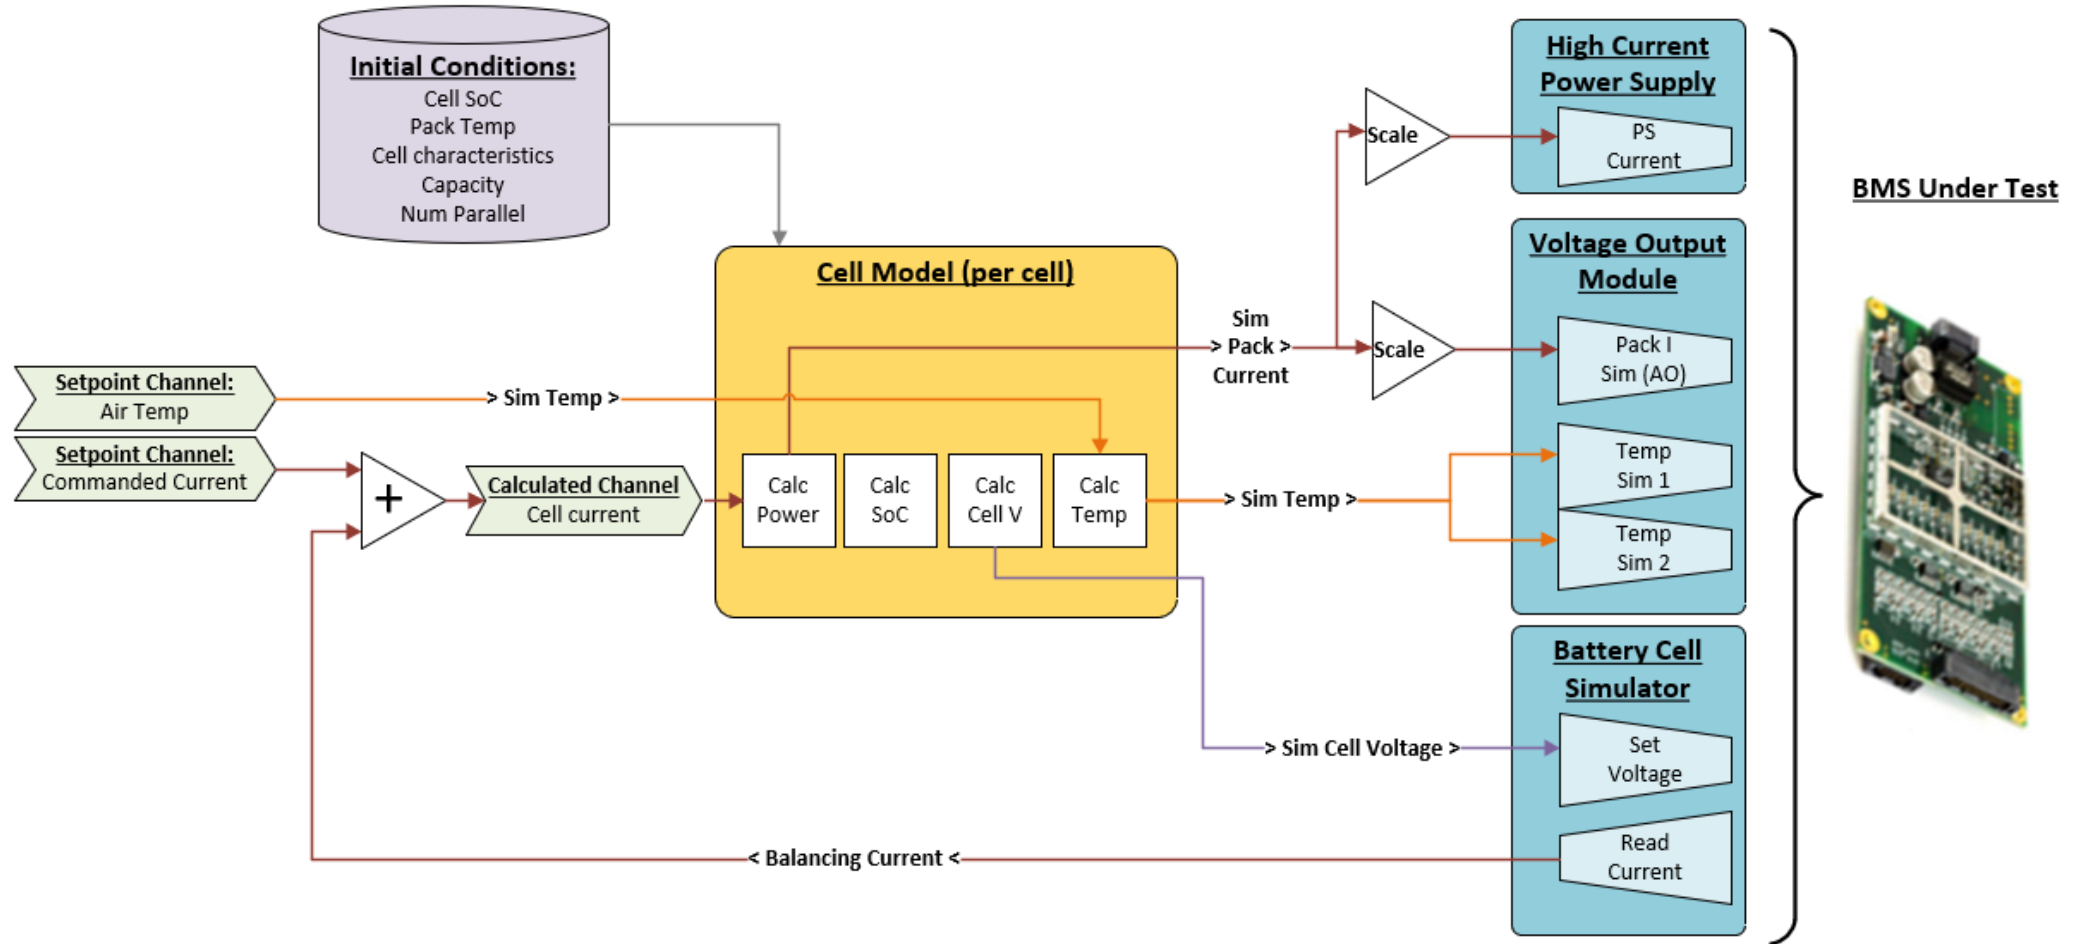 Initial Conditions:
Cell SoC
Pack Temp
Cell characteristics
Capacity
Num Parallel
High Current
Power Supply
PS
Current
Scale
BMS Under Test
Voltage Output
Module
Pack I
Sim (AO)
Temp
Sim 1
Temp
Sim 2
Scale
Cell Model (per cell)
Sim
> Pack >
Current
Setpoint Channel:
Air Temp
> Sim Temp >
Setpoint Channel:
Commanded Current
+
Calculated Channel
Cell current
Calc
Power
Calc
SoC
Calc
Cell V
Calc
Temp
> Sim Temp >
Battery Cell
Simulator
> Sim Cell Voltage >
Set
Voltage
Read
Current
< Balancing Current <